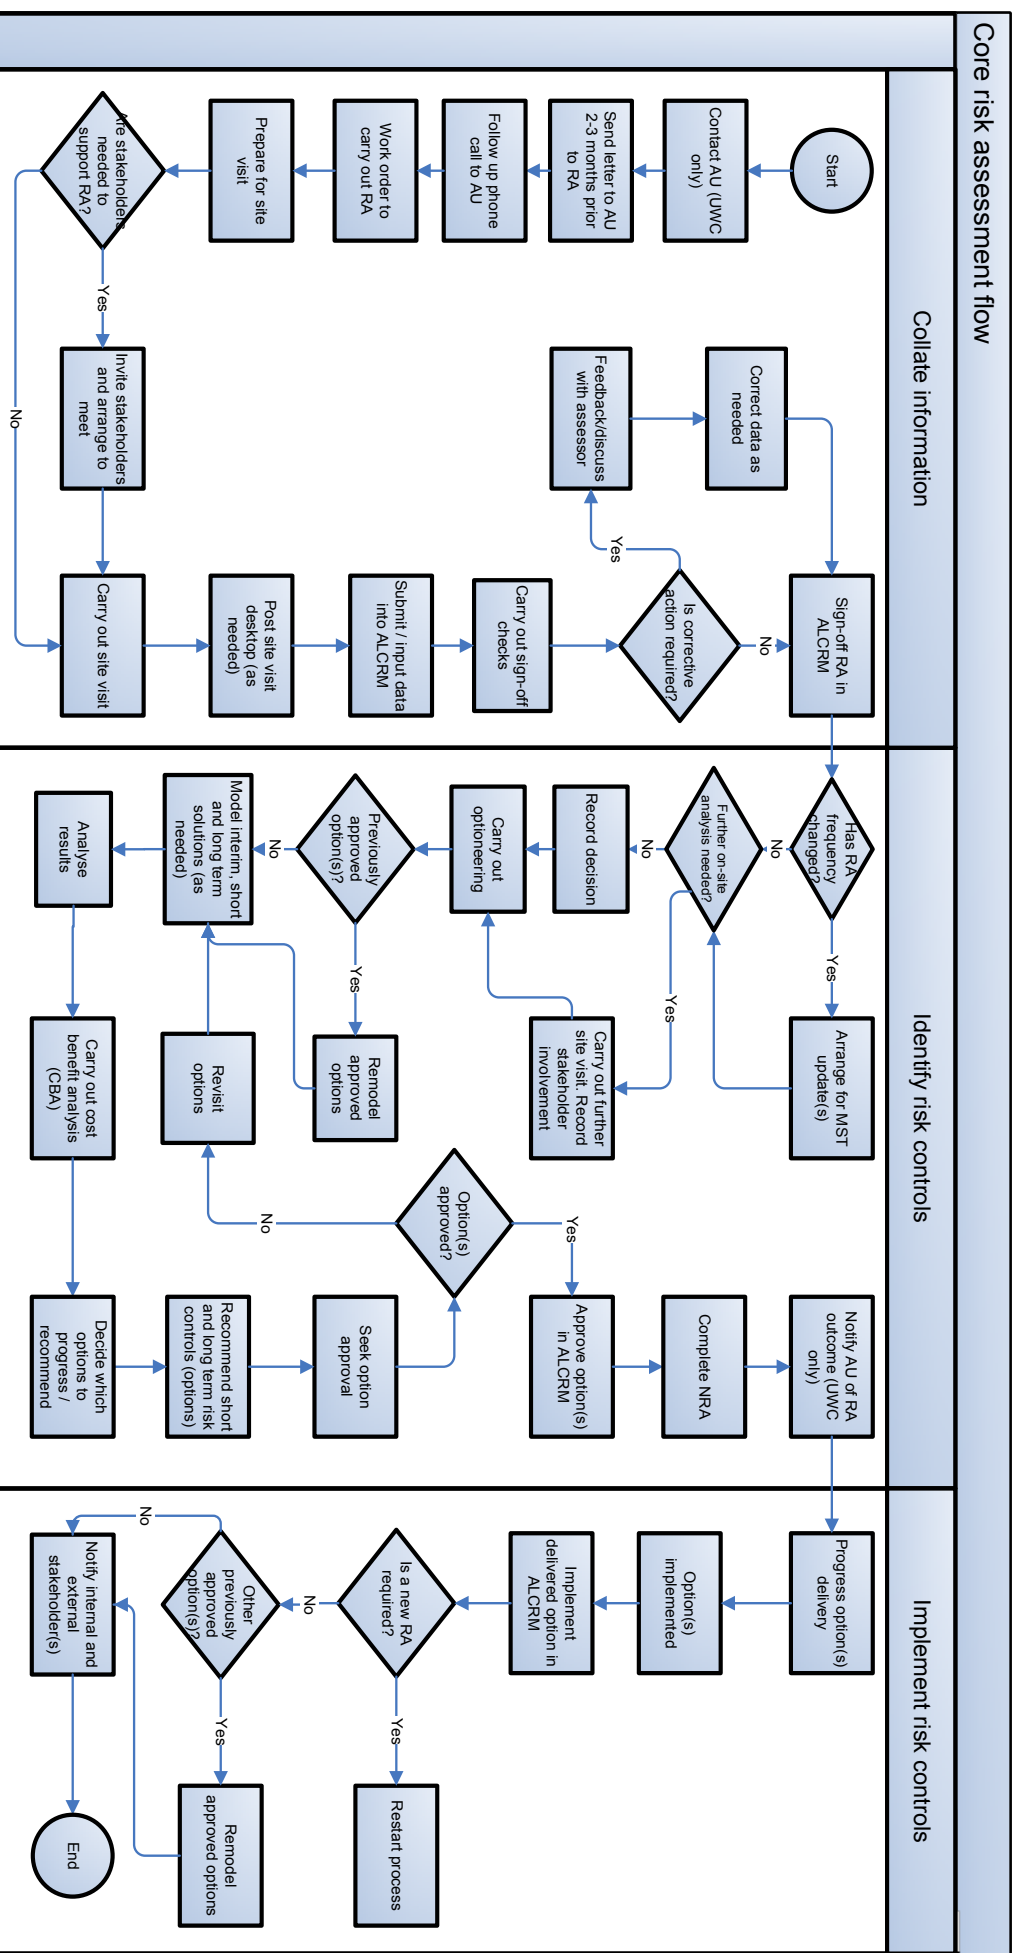 Core risk assessment flow
Collate information
Identify risk controls
Implement risk controls
Start
Contact AU (UWC
only)
Send letter to AU
2-3 months prior
to RA
Follow up phone
call to AU
Work order to
carry out RA
Prepare for site
visit
Are stakeholders
needed to
support RA?
Yes
No
Invite stakeholders
and arrange to
meet
Carry out site visit
Post site visit
desktop (as
needed)
Submit / input data
into ALCRM
Carry out sign-off
checks
Is corrective
action required?
Yes
No
Feedback/discuss
with assessor
Correct data as
needed
Sign-off RA in
ALCRM
Has RA
frequency
changed?
No
Yes
Arrange for MST
update(s)
Further on-site
analysis needed?
No
Yes
Record decision
Carry out further
site visit. Record
stakeholder
involvement
Carry out
optioneering
Previously
approved
option(s)?
No
Yes
Remodel
approved
options
Model interim, short
and long term
solutions (as
needed)
Revisit
options
Analyse
results
Carry out cost
benefit analysis
(CBA)
Decide which
options to
progress /
recommend
Recommend short
and long term risk
controls (options)
Seek option
approval
Option(s)
approved?
No
Yes
Approve option(s)
in ALCRM
Complete NRA
Notify AU of RA
outcome (UWC
only)
Progress option(s)
delivery
Option(s)
implemented
Implement
delivered option in
ALCRM
Is a new RA
required?
No
Yes
Restart process
Other
previously
approved
option(s)?
No
Yes
Remodel
approved options
Notify internal and
external
stakeholder(s)
End